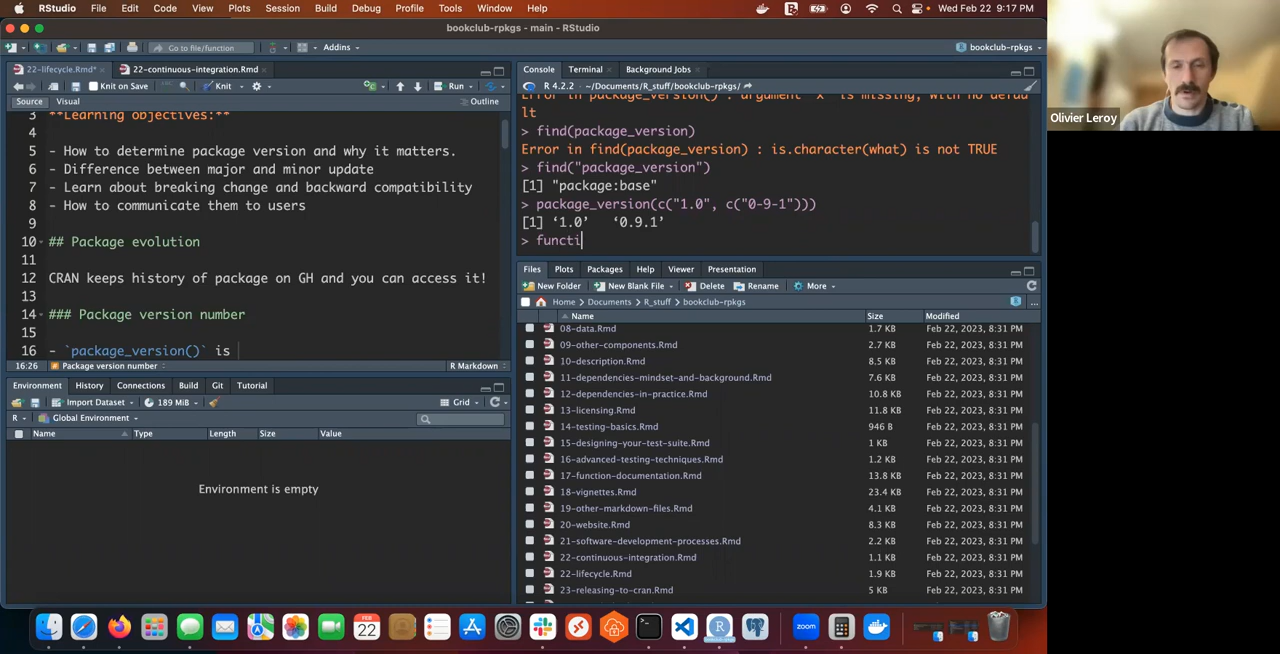 RStudio File Edit Code View Plots Session Build Debug Profile Tools Window Help Wed Feb 22 9:17 PM
bookclub-rpkgs - main - RStudio
Go to file/function Addins bookclub-rpkgs
22-lifecycle.Rmd* 22-continuous-integration.Rmd
Knit on Save Knit Run
Source Visual Outline
3 **Learning objectives:**
4
5 - How to determine package version and why it matters.
6 - Difference between major and minor update
7 - Learn about breaking change and backward compatibility
8 - How to communicate them to users
9
10 ## Package evolution
11
12 CRAN keeps history of package on GH and you can access it!
13
14 ### Package version number
15
16 - `package_version()` is
16:26 Package version number R Markdown
Environment History Connections Build Git Tutorial
Import Dataset 189 MiB Grid
R Global Environment
Name Type Length Size Value
Environment is empty
Console Terminal Background Jobs
R 4.2.2 · ~/Documents/R_stuff/bookclub-rpkgs/
Error in package_version() : argument "x" is missing, with no defau
lt
> find(package_version)
Error in find(package_version) : is.character(what) is not TRUE
> find("package_version")
[1] "package:base"
> package_version(c("1.0", c("0-9-1")))
[1] ‘1.0’ ‘0.9.1’
> functi
Files Plots Packages Help Viewer Presentation
New Folder New Blank File Delete Rename More
Home Documents R_stuff bookclub-rpkgs ...
Name Size Modified
08-data.Rmd 1.7 KB Feb 22, 2023, 8:31 PM
09-other-components.Rmd 2.7 KB Feb 22, 2023, 8:31 PM
10-description.Rmd 8.5 KB Feb 22, 2023, 8:31 PM
11-dependencies-mindset-and-background.Rmd 7.6 KB Feb 22, 2023, 8:31 PM
12-dependencies-in-practice.Rmd 10.8 KB Feb 22, 2023, 8:31 PM
13-licensing.Rmd 11.8 KB Feb 22, 2023, 8:31 PM
14-testing-basics.Rmd 946 B Feb 22, 2023, 8:31 PM
15-designing-your-test-suite.Rmd 1 KB Feb 22, 2023, 8:31 PM
16-advanced-testing-techniques.Rmd 1.2 KB Feb 22, 2023, 8:31 PM
17-function-documentation.Rmd 13.8 KB Feb 22, 2023, 8:31 PM
18-vignettes.Rmd 23.4 KB Feb 22, 2023, 8:31 PM
19-other-markdown-files.Rmd 4.1 KB Feb 22, 2023, 8:31 PM
20-website.Rmd 8.3 KB Feb 22, 2023, 8:31 PM
21-software-development-processes.Rmd 2.2 KB Feb 22, 2023, 8:31 PM
22-continuous-integration.Rmd 1.1 KB Feb 22, 2023, 8:31 PM
22-lifecycle.Rmd 1.9 KB Feb 22, 2023, 8:31 PM
23-releasing-to-cran.Rmd 5 KB Feb 22, 2023, 8:31 PM
Olivier Leroy
FEB
22
zoom